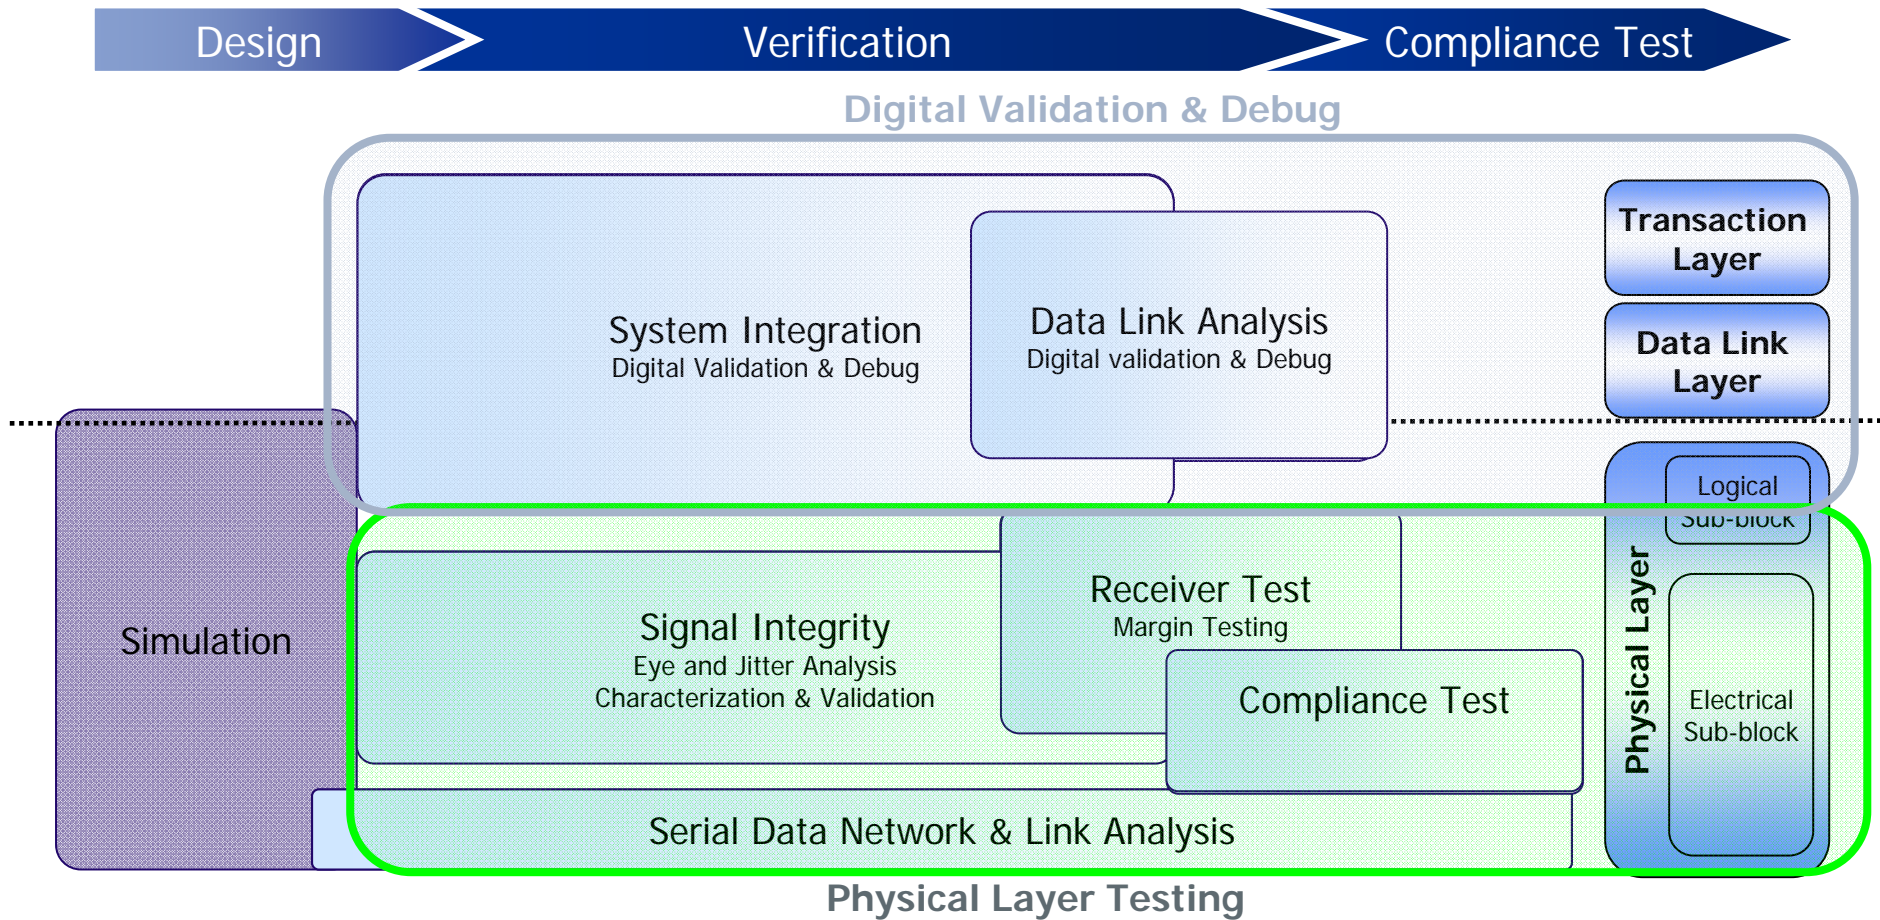 Design
Verification
Compliance Test
Digital Validation & Debug
System Integration
Digital Validation & Debug
Data Link Analysis
Digital validation & Debug
Transaction
Layer
Data Link
Layer
Simulation
Signal Integrity
Eye and Jitter Analysis
Characterization & Validation
Receiver Test
Margin Testing
Compliance Test
Serial Data Network & Link Analysis
Physical Layer
Logical
Sub-block
Electrical
Sub-block
Physical Layer Testing